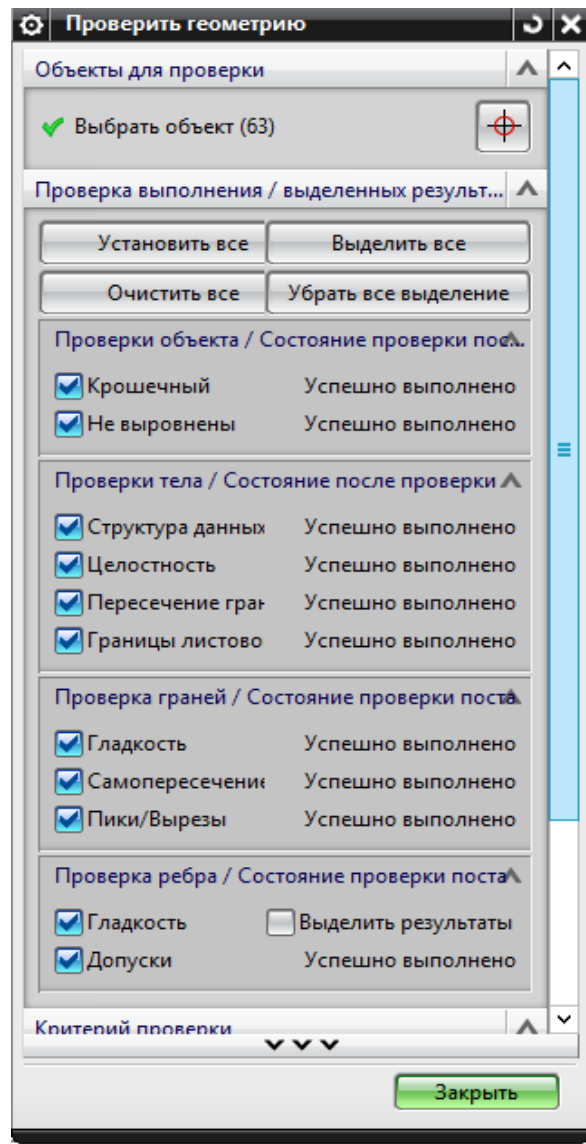 Проверить геометрию
Объекты для проверки
Выбрать объект (63)
Проверка выполнения / выделенных результ...
Установить все Выделить все
Очистить все Убрать все выделение
Проверки объекта / Состояние проверки пос...
Крошечный Успешно выполнено
Не выровнены Успешно выполнено
Проверки тела / Состояние после проверки
Структура данных Успешно выполнено
Целостность Успешно выполнено
Пересечение гран Успешно выполнено
Границы листово Успешно выполнено
Проверка граней / Состояние проверки поста
Гладкость Успешно выполнено
Самопересечение Успешно выполнено
Пики/Вырезы Успешно выполнено
Проверка ребра / Состояние проверки поста
Гладкость Выделить результаты
Допуски Успешно выполнено
Критерий проверки
Закрыть